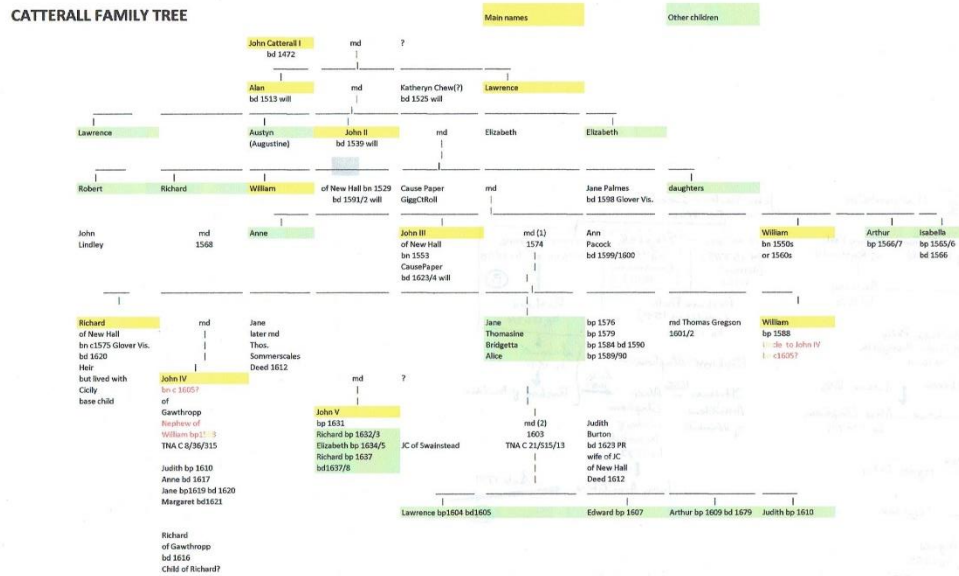 CATTERALL FAMILY TREE
Main names
Other children
John Catterall I
md
?
bd 1472
Alan
md
Katheryn Chew(?)
Lawrence
bd 1513 will
bd 1525 will
Lawrence
Austyn
(Augustine)
John II
bd 1539 will
md
Elizabeth
Elizabeth
Robert
Richard
William
of New Hall bn 1529
bd 1591/2 will
Cause Paper
GiggCtRoll
md
Jane Palmes
bd 1598 Glover Vis.
daughters
John
Lindley
md
1568
Anne
John III
of New Hall
bn 1553
CausePaper
bd 1623/4 will
md (1)
1574
Ann
Pacock
bd 1599/1600
William
bn 1550s
or 1560s
Arthur
bp 1566/7
Isabella
bp 1565/6
bd 1566
Richard
of New Hall
bn c1575 Glover Vis.
bd 1620
Heir
but lived with
Cicily
base child
md
Jane
later md
Thos.
Sommerscales
Deed 1612
Jane
Thomasine
Bridgetta
Alice
bp 1576
bp 1579
bp 1584 bd 1590
bp 1589/90
md Thomas Gregson
1601/2
William
bp 1588
to John IV
c1605?
John IV
bn c 1605?
of
Gawthropp
Nephew of
William
TNA C 8/36/315
md
?
John V
bp 1631
Richard bp 1632/3
Elizabeth bp 1634/5
Richard bp 1637
bd1637/8
JC of Swainstead
md (2)
1603
TNA C 21/S15/13
Judith
Burton
bd 1623 PR
wife of JC
of New Hall
Deed 1612
Judith bp 1610
Anne bd 1617
Jane bp1619 bd 1620
Margaret bd1621
Lawrence bp1604 bd1605
Edward bp 1607
Arthur bp 1609 bd 1679
Judith bp 1610
Richard
of Gawthropp
bd 1616
Child of Richard?